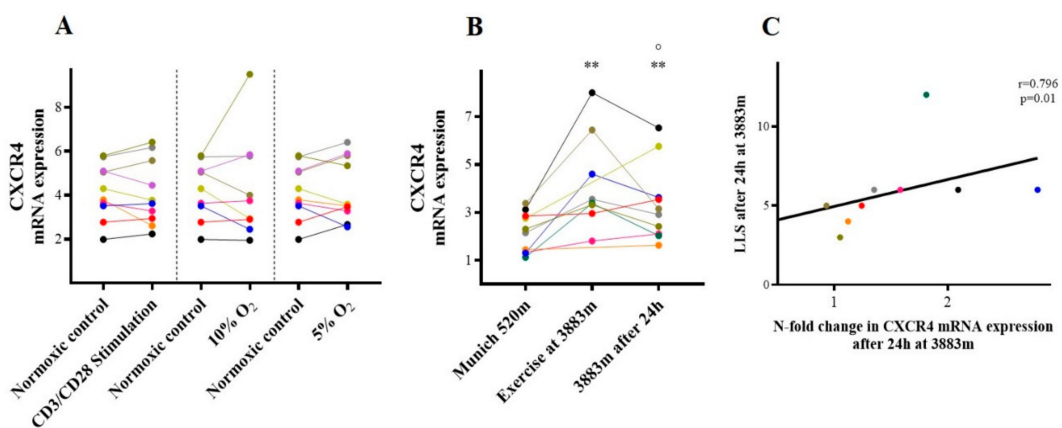 A
CXCR4
mRNA expression
6
4
2
Normoxic control
CD3/CD28 Stimulation
Normoxic control
10% O₂
Normoxic control
5% O₂
B
CXCR4
mRNA expression
**
°
**
7
5
3
1
Munich 520m
Exercise at 3883m
3883m after 24h
C
LLS after 24h at 3883m
r=0.796
p=0.01
10
5
0
1
2
N-fold change in CXCR4 mRNA expression
after 24h at 3883m